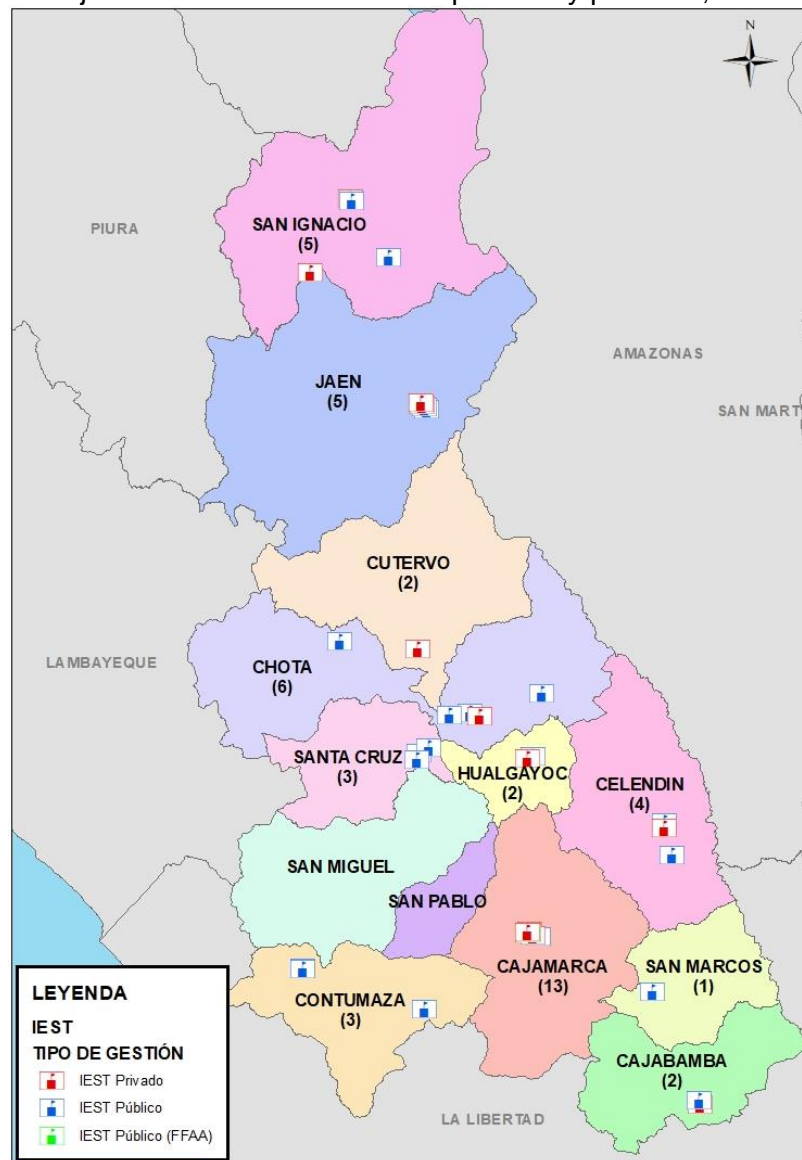 N
PIURA
SAN IGNACIO
(5)
AMAZONAS
JAEN
(5)
SAN MART
CUTERVO
(2)
LAMBAYEQUE
CHOTA
(6)
SANTA CRUZ
(3)
HUALGAYOC
(2)
CELENDIN
(4)
SAN MIGUEL
SAN PABLO
CAJAMARCA
(13)
SAN MARCOS
(1)
CONTUMAZA
(3)
CAJABAMBA
(2)
LA LIBERTAD
LEYENDA
IEST
TIPO DE GESTIÓN
IEST Privado
IEST Público
IEST Público (FFAA)